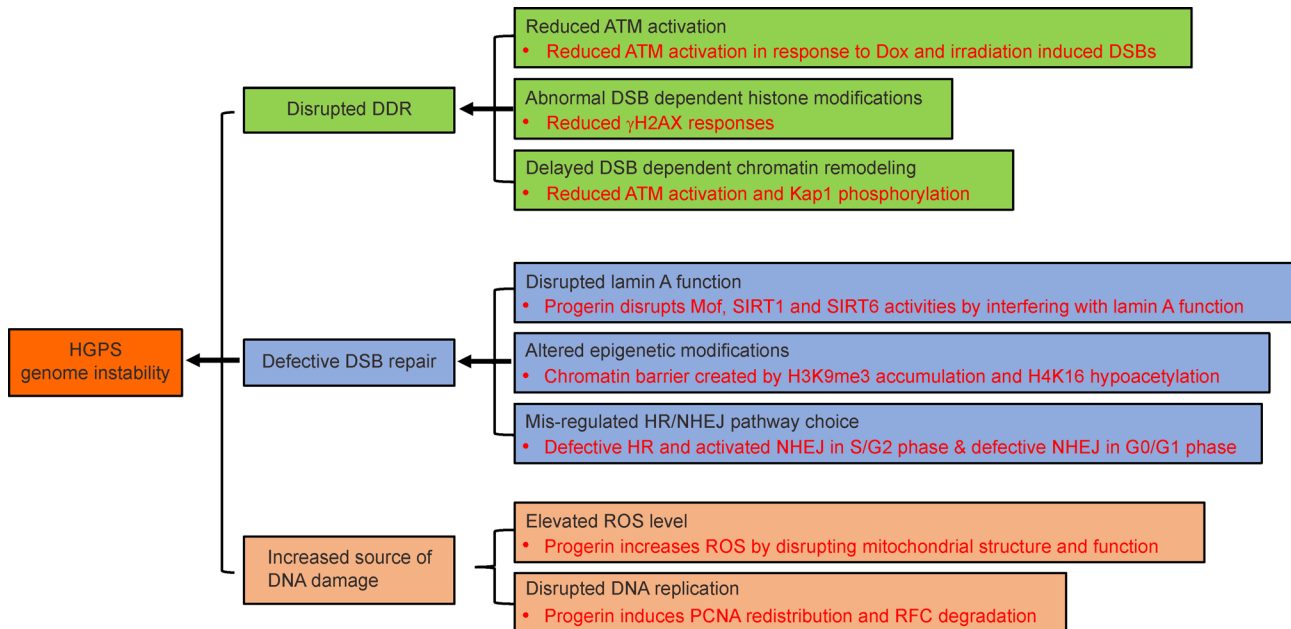 Reduced ATM activation
• Reduced ATM activation in response to Dox and irradiation induced DSBs
Disrupted DDR
Abnormal DSB dependent histone modifications
• Reduced γH2AX responses
Delayed DSB dependent chromatin remodeling
• Reduced ATM activation and Kap1 phosphorylation
Disrupted lamin A function
• Progerin disrupts Mof, SIRT1 and SIRT6 activities by interfering with lamin A function
HGPS
genome instability
Defective DSB repair
Altered epigenetic modifications
• Chromatin barrier created by H3K9me3 accumulation and H4K16 hypoacetylation
Mis-regulated HR/NHEJ pathway choice
• Defective HR and activated NHEJ in S/G2 phase & defective NHEJ in G0/G1 phase
Elevated ROS level
• Progerin increases ROS by disrupting mitochondrial structure and function
Increased source of
DNA damage
Disrupted DNA replication
• Progerin induces PCNA redistribution and RFC degradation